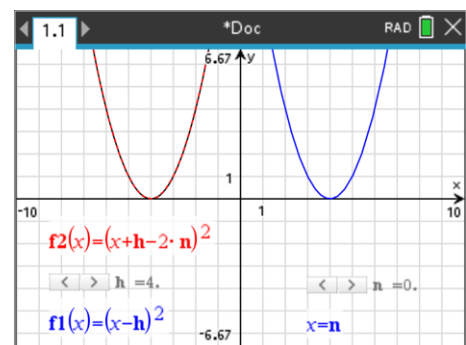 1.1 *Doc RAD
6.67 y
1
x
-10 1 10
f2(x)=(x+h-2·n)²
h =4. n =0.
f1(x)=(x-h)² x=n
-6.67